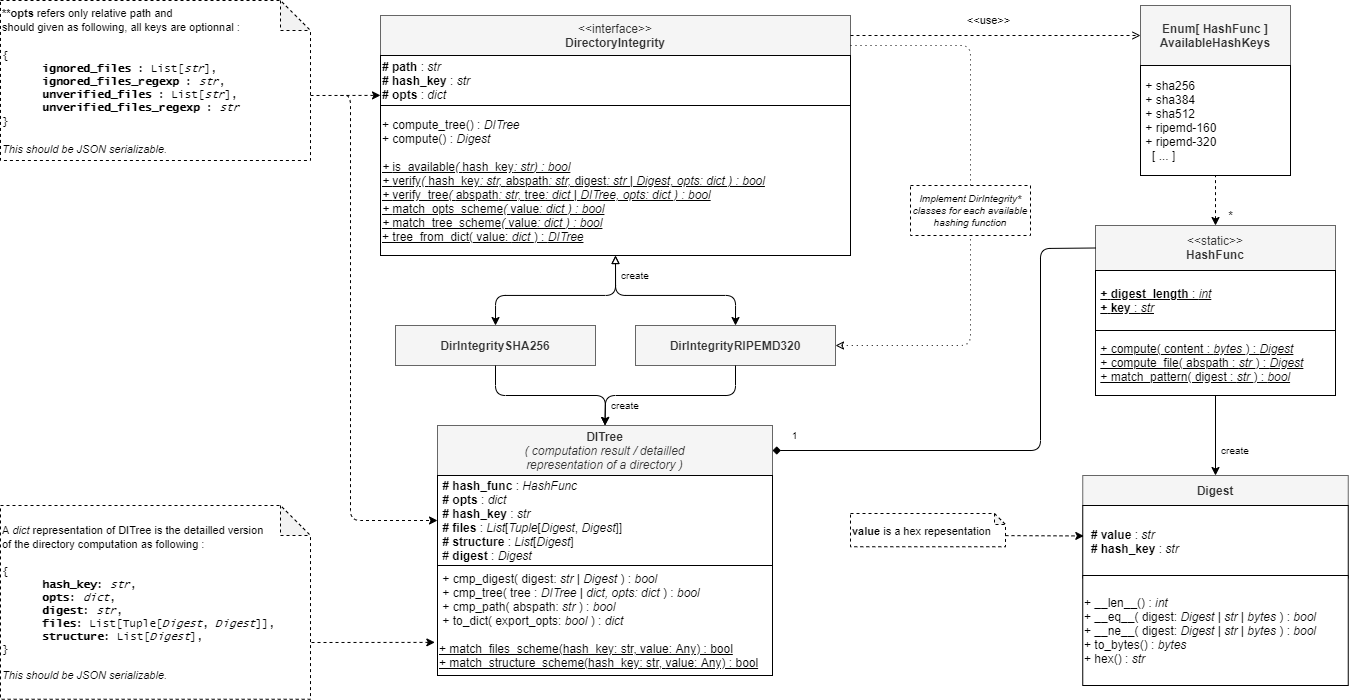 **opts refers only relative path and
should given as following, all keys are optionnal :
{
ignored_files : List[str],
ignored_files_regexp : str,
unverified_files : List[str],
unverified_files_regexp : str
}
This should be JSON serializable.
<<interface>>
DirectoryIntegrity
# path : str
# hash_key : str
# opts : dict
+ compute_tree() : DITree
+ compute() : Digest
+ is_available( hash_key: str) : bool
+ verify( hash_key: str, abspath: str, digest: str | Digest, opts: dict ) : bool
+ verify_tree( abspath: str, tree: dict | DITree, opts: dict ) : bool
+ match_opts_scheme( value: dict ) : bool
+ match_tree_scheme( value: dict ) : bool
+ tree_from_dict( value: dict ) : DITree
<<use>>
Enum[ HashFunc ]
AvailableHashKeys
+ sha256
+ sha384
+ sha512
+ ripemd-160
+ ripemd-320
[ ... ]
Implement DirIntegrity*
classes for each available
hashing function
*
<<static>>
HashFunc
+ digest_length : int
+ key : str
+ compute( content : bytes ) : Digest
+ compute_file( abspath : str ) : Digest
+ match_pattern( digest : str ) : bool
create
DirIntegritySHA256
DirIntegrityRIPEMD320
create
1
create
DITree
( computation result / detailled
representation of a directory )
# hash_func : HashFunc
# opts : dict
# hash_key : str
# files : List[Tuple[Digest, Digest]]
# structure : List[Digest]
# digest : Digest
+ cmp_digest( digest: str | Digest ) : bool
+ cmp_tree( tree : DITree | dict, opts: dict ) : bool
+ cmp_path( abspath: str ) : bool
+ to_dict( export_opts: bool ) : dict
+ match_files_scheme(hash_key: str, value: Any) : bool
+ match_structure_scheme(hash_key: str, value: Any) : bool
A dict representation of DITree is the detailled version
of the directory computation as following :
{
hash_key: str,
opts: dict,
digest: str,
files: List[Tuple[Digest, Digest]],
structure: List[Digest],
}
This should be JSON serializable.
value is a hex repesentation
Digest
# value : str
# hash_key : str
+ __len__() : int
+ __eq__( digest: Digest | str | bytes ) : bool
+ __ne__( digest: Digest | str | bytes ) : bool
+ to_bytes() : bytes
+ hex() : str